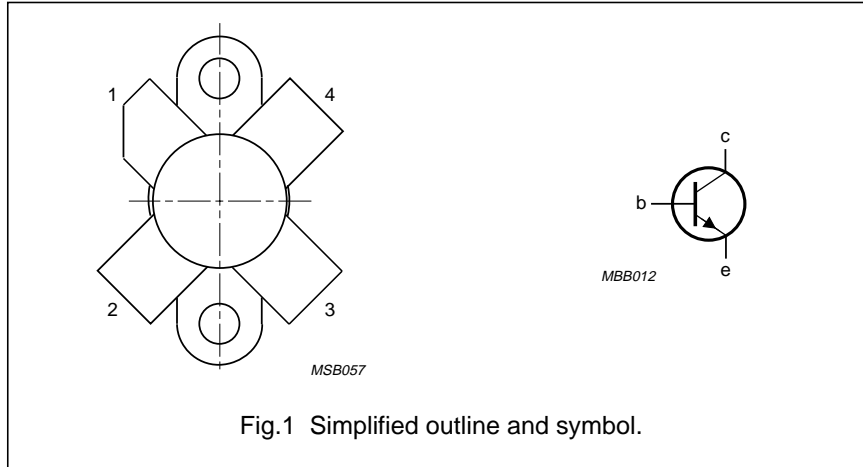 1
4
c
b
MBB012
e
2
3
MSB057
Fig.1 Simplified outline and symbol.